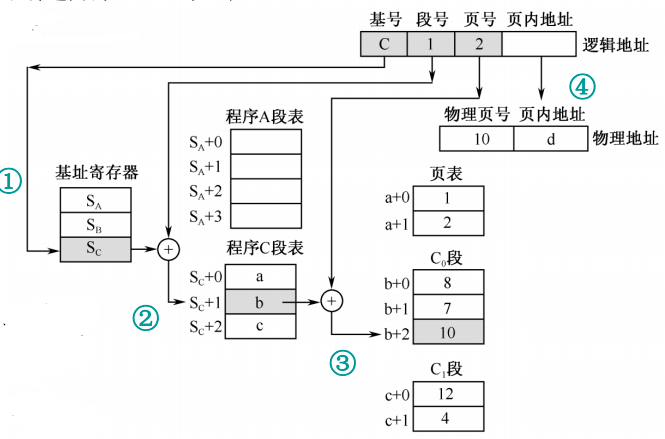 基号 段号 页号 页内地址
C 1 2 逻辑地址
④
程序A段表
物理页号 页内地址
10 d 物理地址
S_A+0
S_A+1
S_A+2
S_A+3
①
基址寄存器
S_A
S_B
S_C
+
页表
a+0 1
a+1 2
程序C段表
S_C+0 a
S_C+1 b
S_C+2 c
②
+
③
C₀段
b+0 8
b+1 7
b+2 10
C₁段
c+0 12
c+1 4